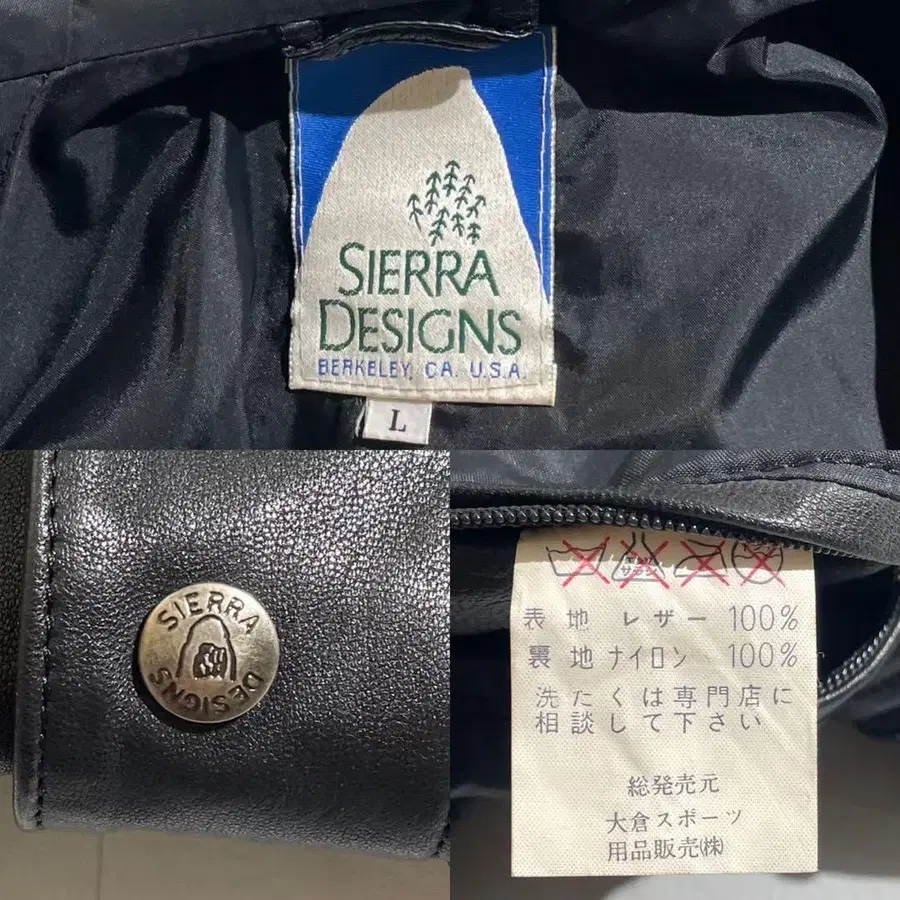 SIERRA
DESIGNS
BERKELEY, CA. U.S.A.
L
SIERRA
DESIGNS
表地 レザー 100%
裏地 ナイロン 100%
洗たくは専門店に
相談して下さい
総発売元
大倉スポーツ
用品販売㈱